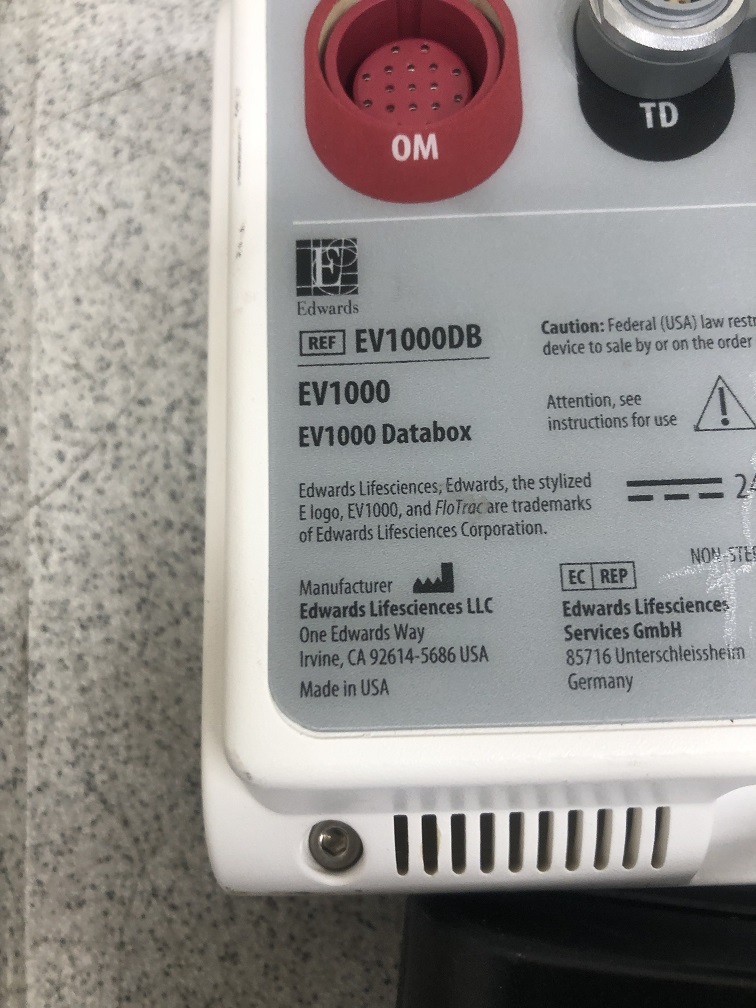 OM
TD
E
Edwards
REF EV1000DB
EV1000
EV1000 Databox
Caution: Federal (USA) law
device to sale by or on the order
Attention, see
instructions for use
!
Edwards Lifesciences, Edwards, the stylized
E logo, EV1000, and FloTrac are trademarks
of Edwards Lifesciences Corporation.
Manufacturer
Edwards Lifesciences LLC
One Edwards Way
Irvine, CA 92614-5686 USA
Made in USA
EC REP
Edwards Lifesciences
Services GmbH
85716 Unterschleissheim
Germany